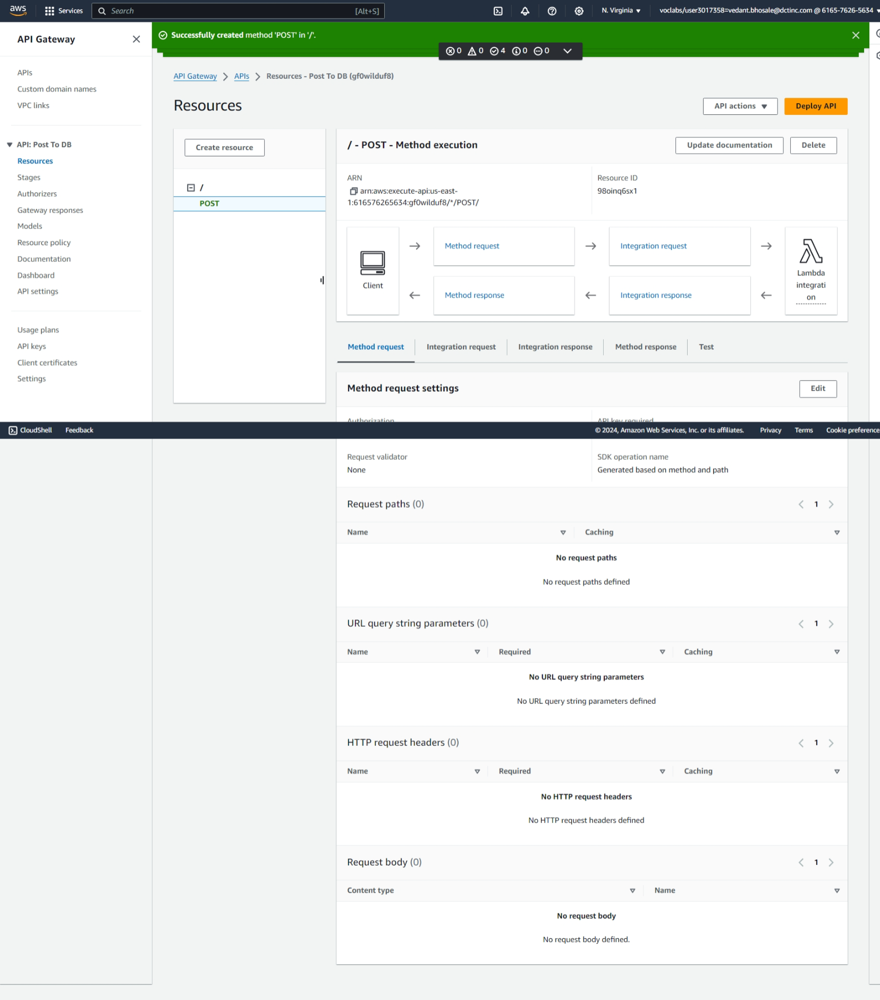 aws
Services
Search
[Alt+S]
N. Virginia
voclabs/user3017358=vedant.bhosale@dctinc.com @ 6165-7626-5634
API Gateway
Successfully created method 'POST' in '/'.
0 0 4 0 0
APIs
Custom domain names
VPC links
API: Post To DB
Resources
Stages
Authorizers
Gateway responses
Models
Resource policy
Documentation
Dashboard
API settings
Usage plans
API keys
Client certificates
Settings
API Gateway
APIs
Resources - Post To DB (gf0wilduf8)
Resources
API actions
Deploy API
Create resource
/
POST
/ - POST - Method execution
Update documentation
Delete
ARN
arn:aws:execute-api:us-east-
1:616576265634:gf0wilduf8/*/POST/
Resource ID
98oinq6sx1
Client
Method request
Integration request
Method response
Integration response
Lambda
integrati
on
Method request
Integration request
Integration response
Method response
Test
Method request settings
Edit
Authorization
API key required
CloudShell
Feedback
© 2024, Amazon Web Services, Inc. or its affiliates.
Privacy
Terms
Cookie preference
Request validator
None
SDK operation name
Generated based on method and path
Request paths (0)
1
Name
Caching
No request paths
No request paths defined
URL query string parameters (0)
1
Name
Required
Caching
No URL query string parameters
No URL query string parameters defined
HTTP request headers (0)
1
Name
Required
Caching
No HTTP request headers
No HTTP request headers defined
Request body (0)
1
Content type
Name
No request body
No request body defined.